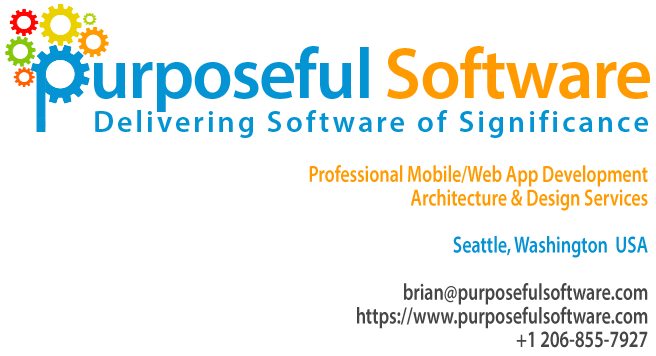 Purposeful Software
Delivering Software of Significance
Professional Mobile/Web App Development
Architecture & Design Services
Seattle, Washington USA
brian@purposefulsoftware.com
https://www.purposefulsoftware.com
+1 206-855-7927